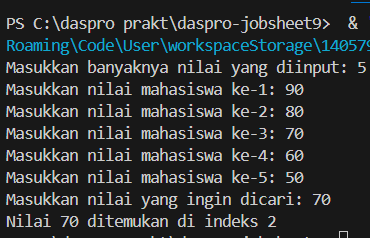 PS C:\daspro prakt\daspro-jobsheet9>  &
Roaming\Code\User\workspaceStorage\140579
Masukkan banyaknya nilai yang diinput: 5
Masukkan nilai mahasiswa ke-1: 90
Masukkan nilai mahasiswa ke-2: 80
Masukkan nilai mahasiswa ke-3: 70
Masukkan nilai mahasiswa ke-4: 60
Masukkan nilai mahasiswa ke-5: 50
Masukkan nilai yang ingin dicari: 70
Nilai 70 ditemukan di indeks 2